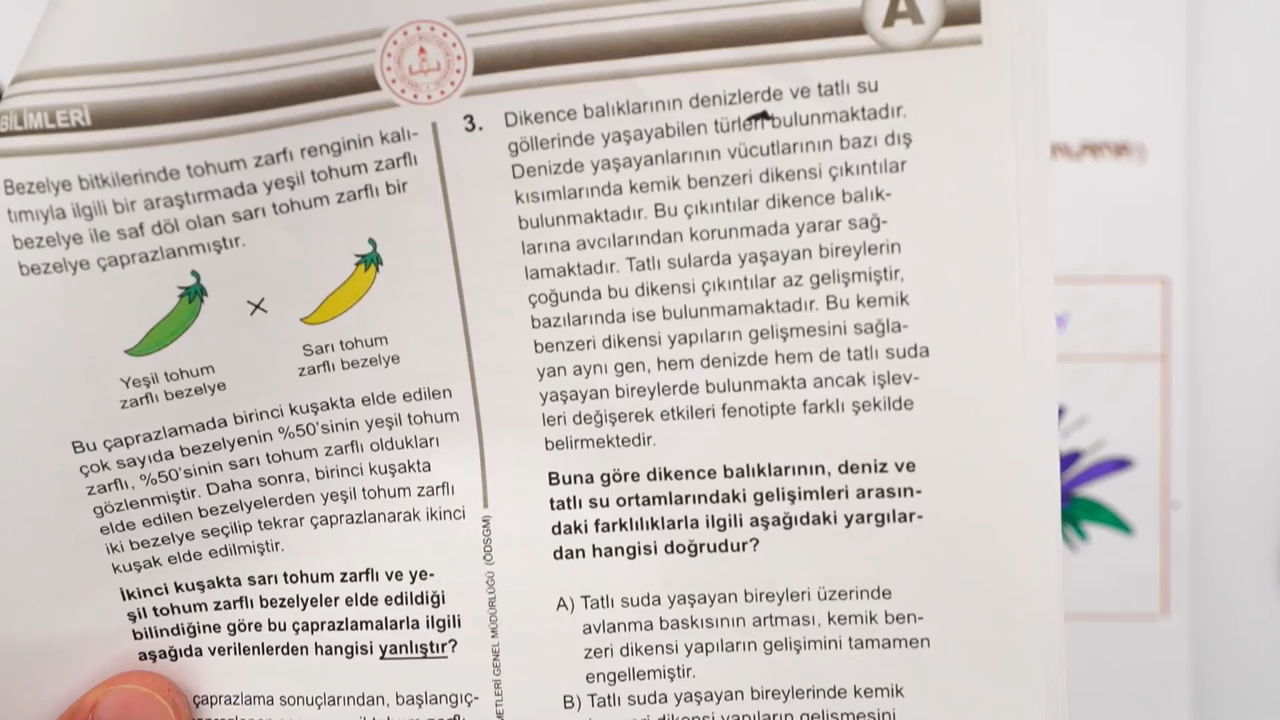 A
BİLİMLERİ
Bezelye bitkilerinde tohum zarfı renginin kalı-
tımıyla ilgili bir araştırmada yeşil tohum zarflı
bezelye ile saf döl olan sarı tohum zarflı bir
bezelye çaprazlanmıştır.
X
Yeşil tohum
zarflı bezelye
Sarı tohum
zarflı bezelye
Bu çaprazlamada birinci kuşakta elde edilen
çok sayıda bezelyenin %50'sinin yeşil tohum
zarflı, %50'sinin sarı tohum zarflı oldukları
gözlenmiştir. Daha sonra, birinci kuşakta
elde edilen bezelyelerden yeşil tohum zarflı
iki bezelye seçilip tekrar çaprazlanarak ikinci
kuşak elde edilmiştir.
İkinci kuşakta sarı tohum zarflı ve ye-
şil tohum zarflı bezelyeler elde edildiği
bilindiğine göre bu çaprazlamalarla ilgili
aşağıda verilenlerden hangisi yanlıştır?
çaprazlama sonuçlarından, başlangıç-
METLERİ GENEL MÜDÜRLÜĞÜ (ÖDSGM)
3. Dikence balıklarının denizlerde ve tatlı su
göllerinde yaşayabilen türleri bulunmaktadır.
Denizde yaşayanlarının vücutlarının bazı dış
kısımlarında kemik benzeri dikensi çıkıntılar
bulunmaktadır. Bu çıkıntılar dikence balık-
larına avcılarından korunmada yarar sağ-
lamaktadır. Tatlı sularda yaşayan bireylerin
çoğunda bu dikensi çıkıntılar az gelişmiştir,
bazılarında ise bulunmamaktadır. Bu kemik
benzeri dikensi yapıların gelişmesini sağla-
yan aynı gen, hem denizde hem de tatlı suda
yaşayan bireylerde bulunmakta ancak işlev-
leri değişerek etkileri fenotipte farklı şekilde
belirmektedir.
Buna göre dikence balıklarının, deniz ve
tatlı su ortamlarındaki gelişimleri arasın-
daki farklılıklarla ilgili aşağıdaki yargılar-
dan hangisi doğrudur?
A) Tatlı suda yaşayan bireyleri üzerinde
avlanma baskısının artması, kemik ben-
zeri dikensi yapıların gelişimini tamamen
engellemiştir.
B) Tatlı suda yaşayan bireylerinde kemik
dikensi yapıların gelişmesini